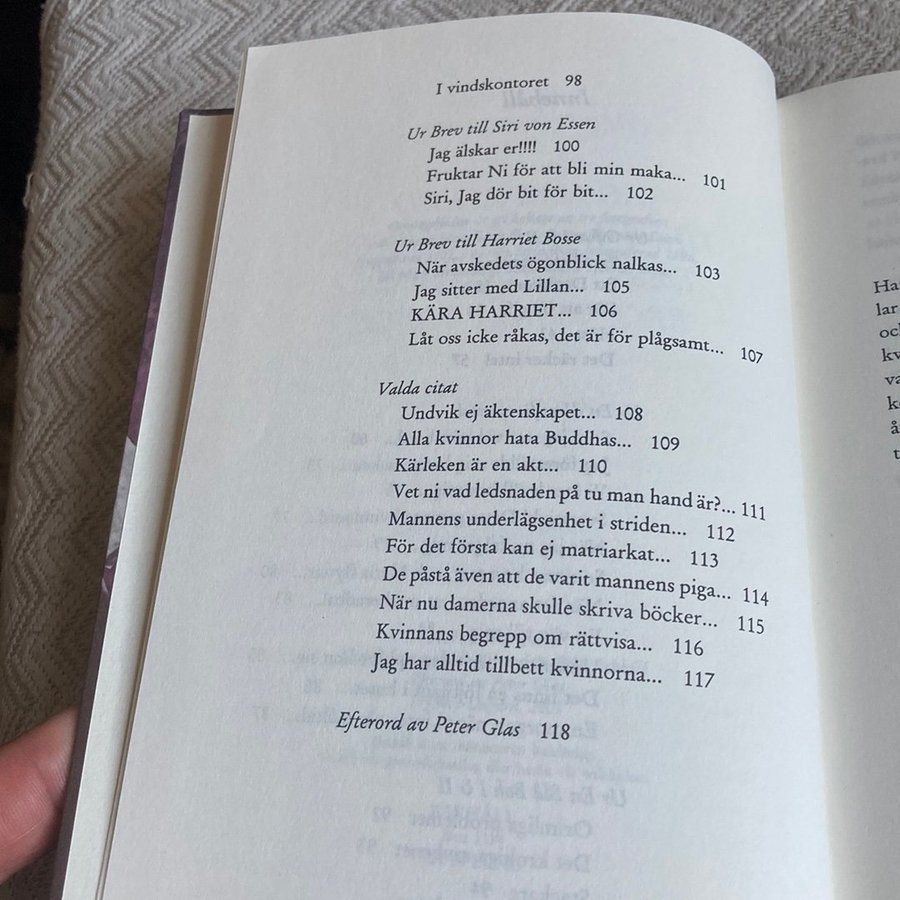 I vindskontoret 98
Ur Brev till Siri von Essen
Jag älskar er!!!! 100
Fruktar Ni för att bli min maka... 101
Siri, Jag dör bit för bit... 102
Ur Brev till Harriet Bosse
När avskedets ögonblick nalkas... 103
Jag sitter med Lillan... 105
KÄRA HARRIET... 106
Låt oss icke råkas, det är för plågsamt... 107
Valda citat
Undvik ej äktenskapet... 108
Alla kvinnor hata Buddhas... 109
Kärleken är en akt... 110
Vet ni vad ledsnaden på tu man hand är?... 111
Mannens underlägsenhet i striden... 112
För det första kan ej matriarkat... 113
De påstå även att de varit mannens piga... 114
När nu damerna skulle skriva böcker... 115
Kvinnans begrepp om rättvisa... 116
Jag har alltid tillbett kvinnorna... 117
Efterord av Peter Glas 118